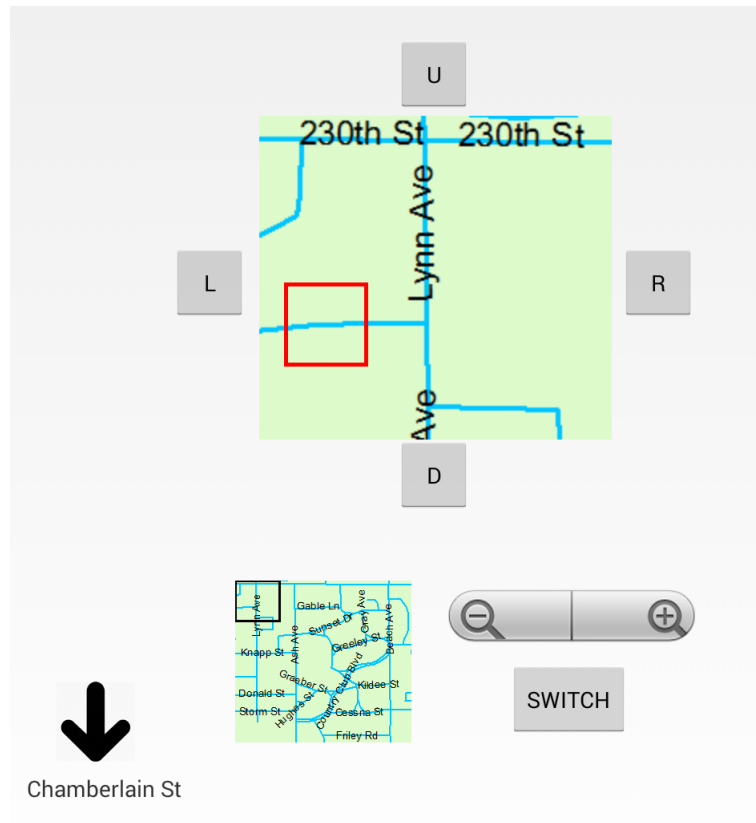 U
230th St 230th St
Lynn Ave
L
R
Ave
D
Lynn Ave
Gable Ln
Gray Ave
Beach Ave
Sunset Dr
Ash Ave
Greeley St
Knapp St
Graeber St
Country Club Blvd
Kildee St
Donald St
Hughes St
Storm St
Cessna St
Friley Rd
SWITCH
Chamberlain St